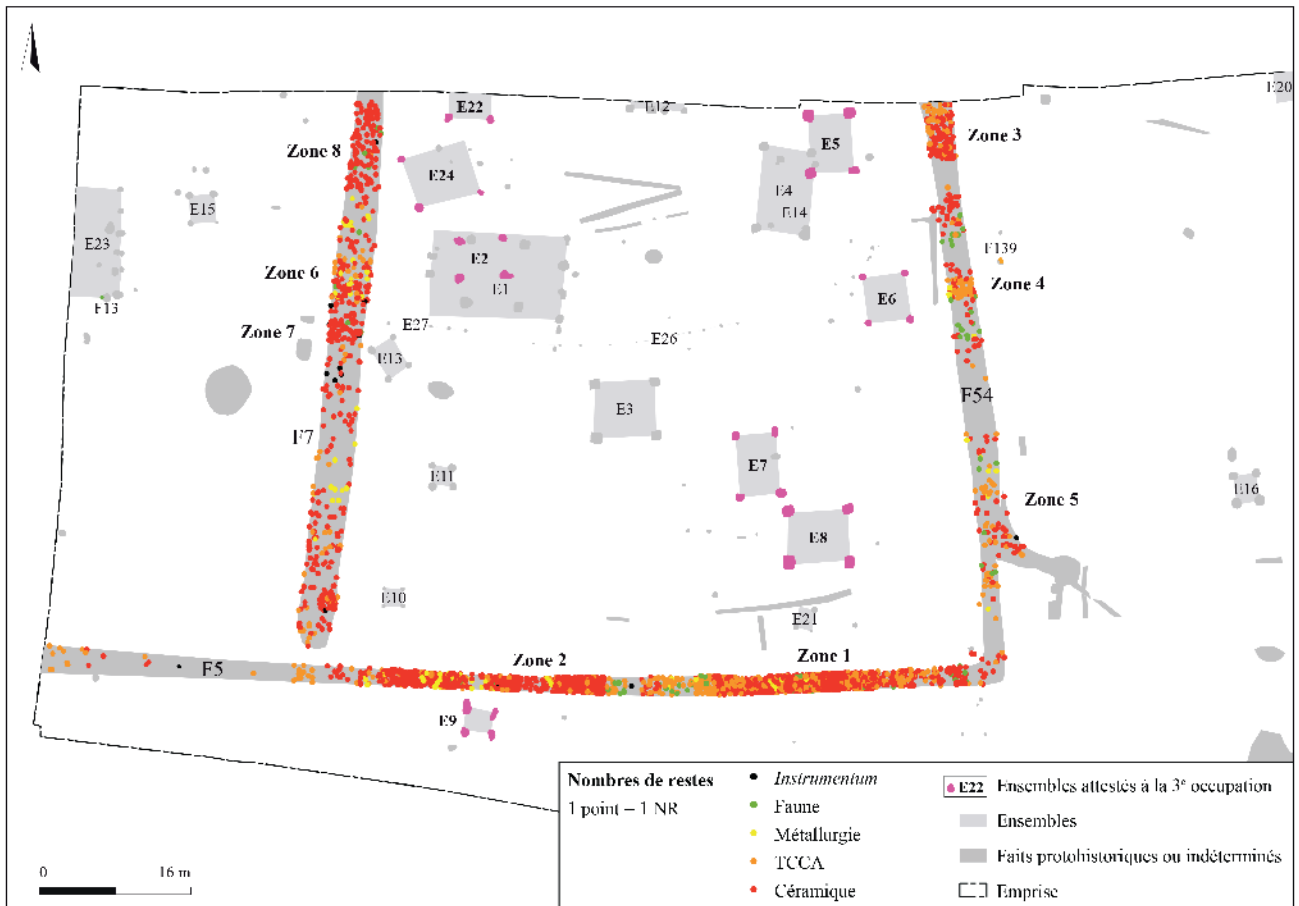 E20
E22
E12
Zone 8
Zone 3
E5
E24
E4
E15
E14
E23
F139
E2
Zone 6
E1
Zone 4
E6
F13
Zone 7
E27
E26
E13
F54
E3
F7
E7
E11
E16
Zone 5
E8
E10
E21
Zone 2
Zone 1
F5
E9
Nombres de restes
1 point – 1 NR
Instrumentum
Faune
Métallurgie
TCCA
Céramique
E22 Ensembles attestés à la 3e occupation
Ensembles
Faits protohistoriques ou indéterminés
Emprise
0 16 m